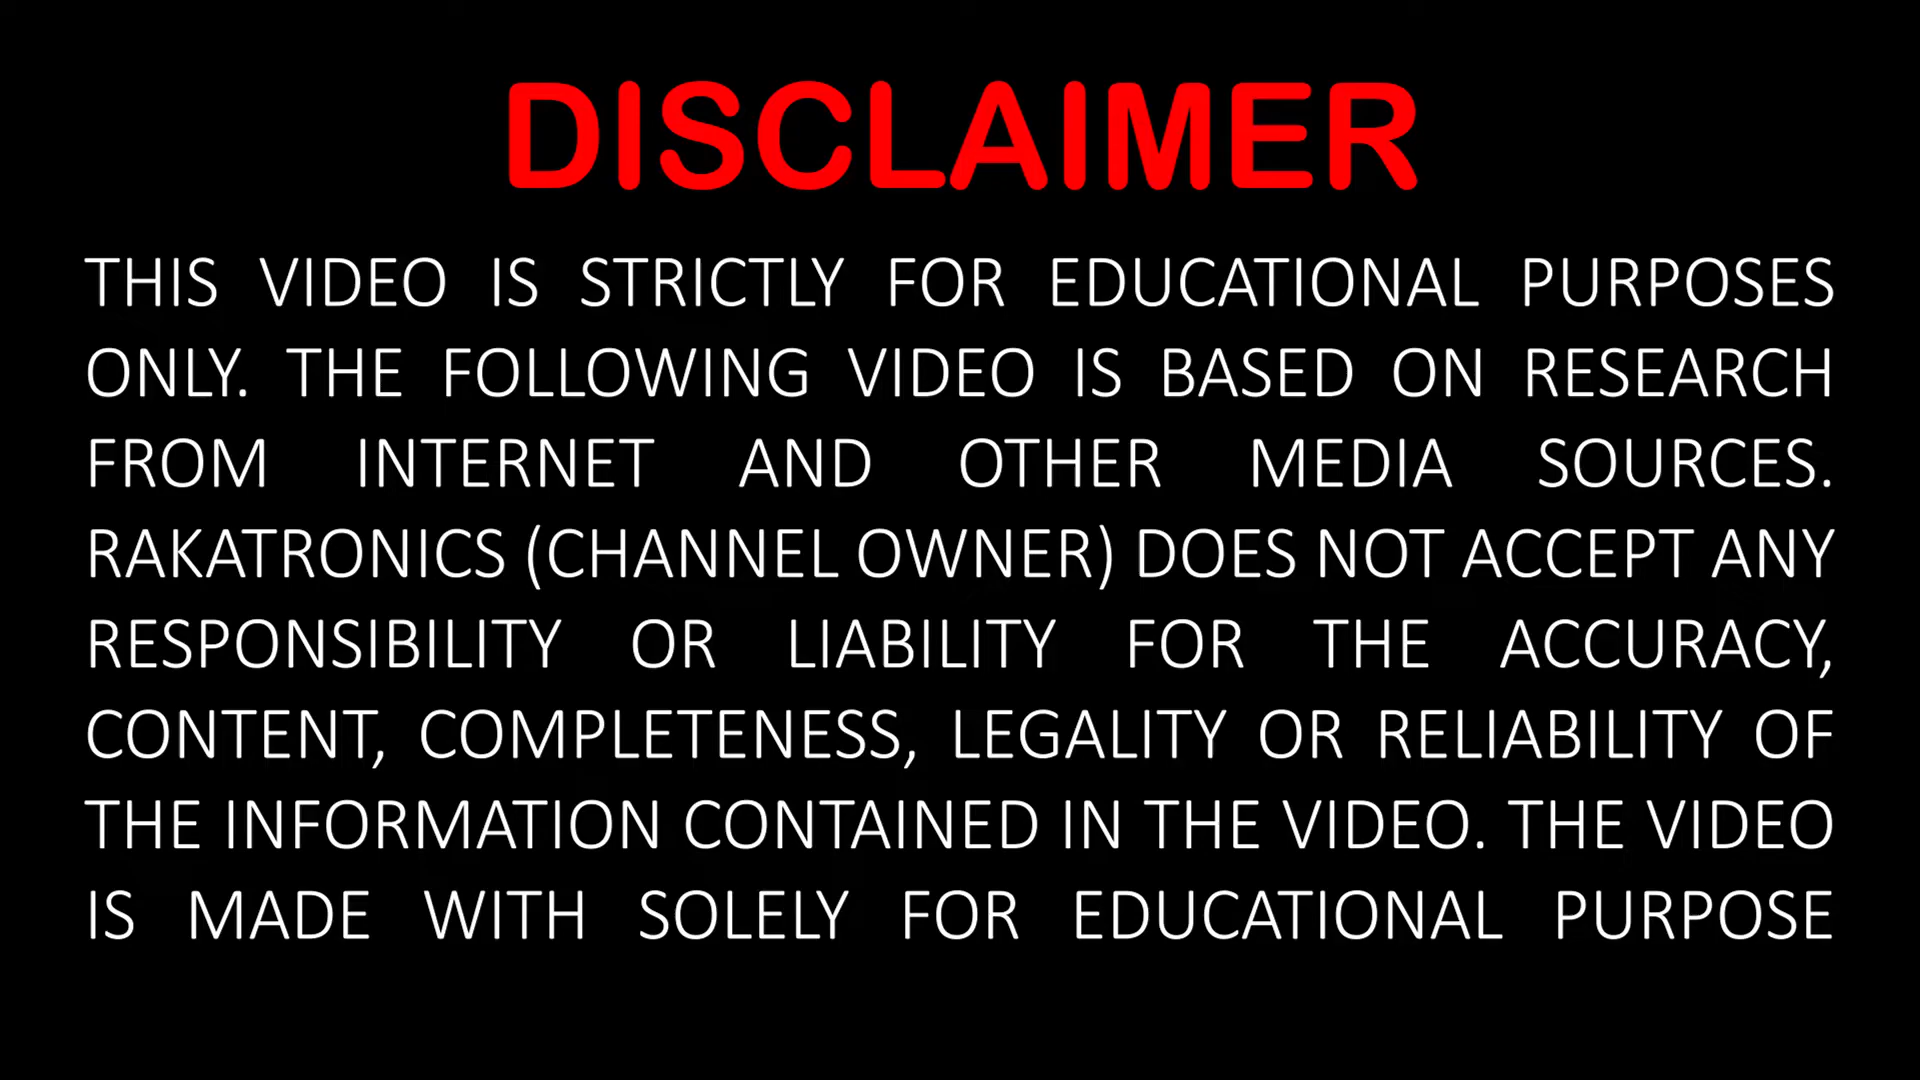 DISCLAIMER
THIS VIDEO IS STRICTLY FOR EDUCATIONAL PURPOSES
ONLY. THE FOLLOWING VIDEO IS BASED ON RESEARCH
FROM INTERNET AND OTHER MEDIA SOURCES.
RAKATRONICS (CHANNEL OWNER) DOES NOT ACCEPT ANY
RESPONSIBILITY OR LIABILITY FOR THE ACCURACY,
CONTENT, COMPLETENESS, LEGALITY OR RELIABILITY OF
THE INFORMATION CONTAINED IN THE VIDEO. THE VIDEO
IS MADE WITH SOLELY FOR EDUCATIONAL PURPOSE